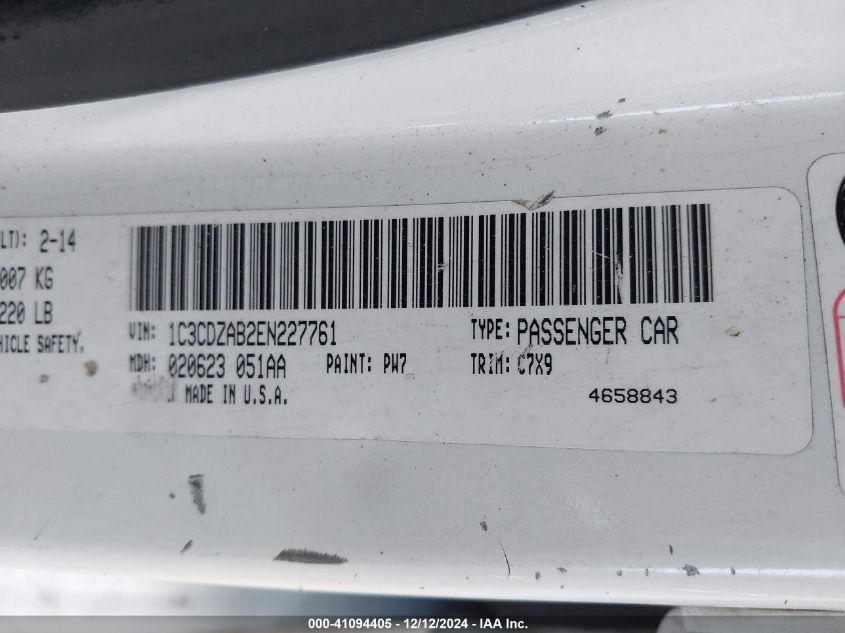 LT): 2-14
007 KG
220 LB
HICLE SAFETY.
VIN: 1C3CDZAB2EN227761 TYPE: PASSENGER CAR
MDH: 020623 051AA PAINT: PW7 TRIM: C7X9
MADE IN U.S.A. 4658843
000-41094405 - 12/12/2024 - IAA Inc.